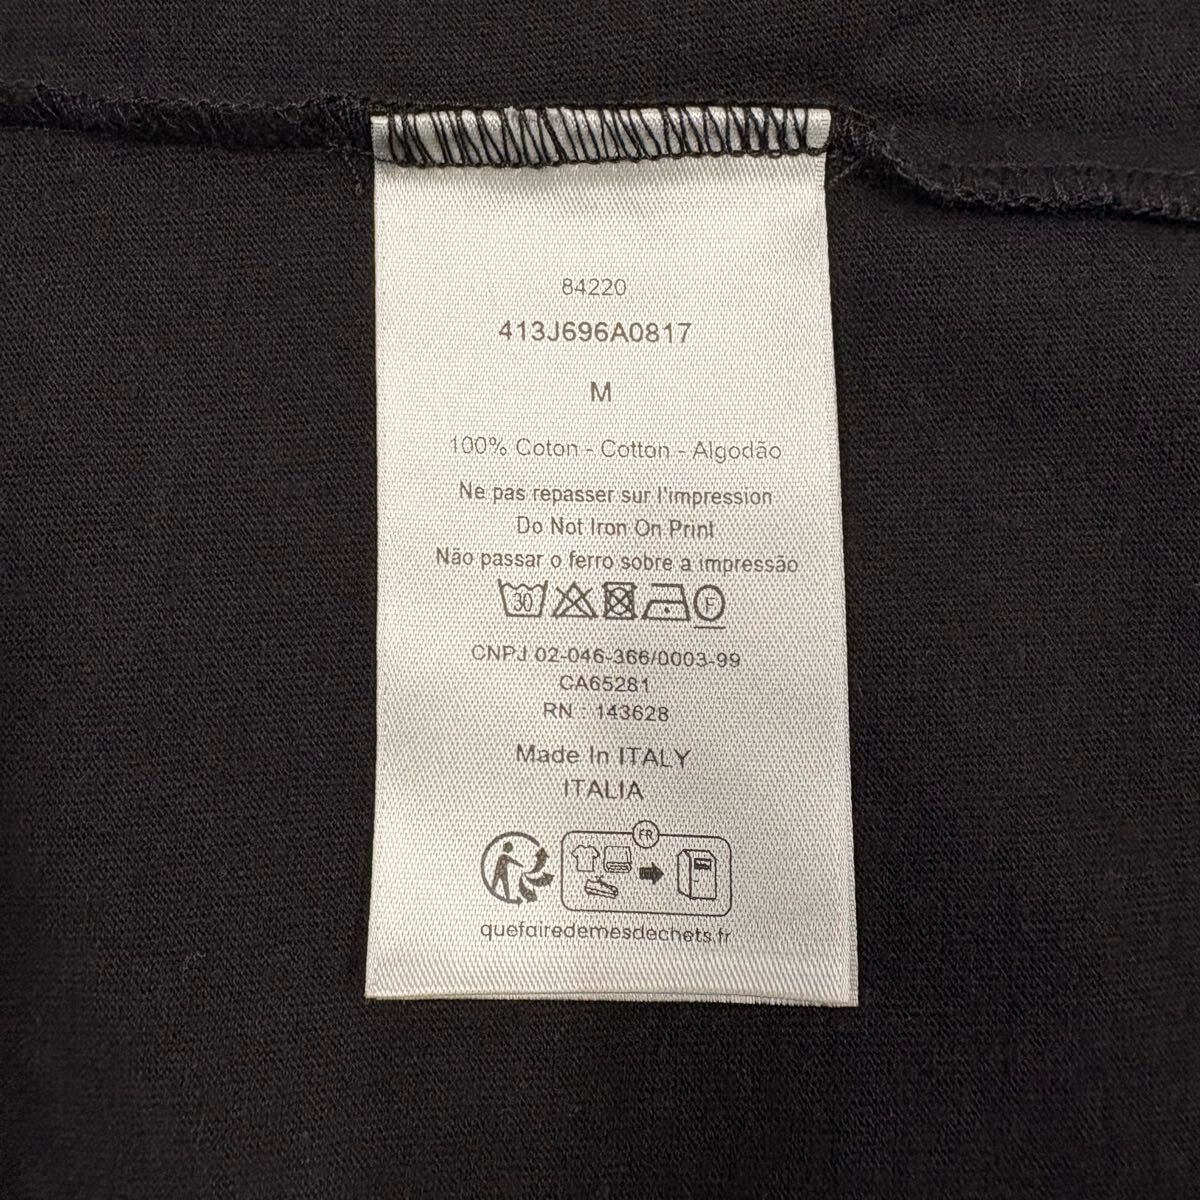 84220
413J696A0817
M
100% Coton - Cotton - Algodão
Ne pas repasser sur l'impression
Do Not Iron On Print
Não passar o ferro sobre a impressão
30 F
CNPJ 02-046-366/0003-99
CA65281
RN : 143628
Made In ITALY
ITALIA
FR
quefairedemesdechets.fr